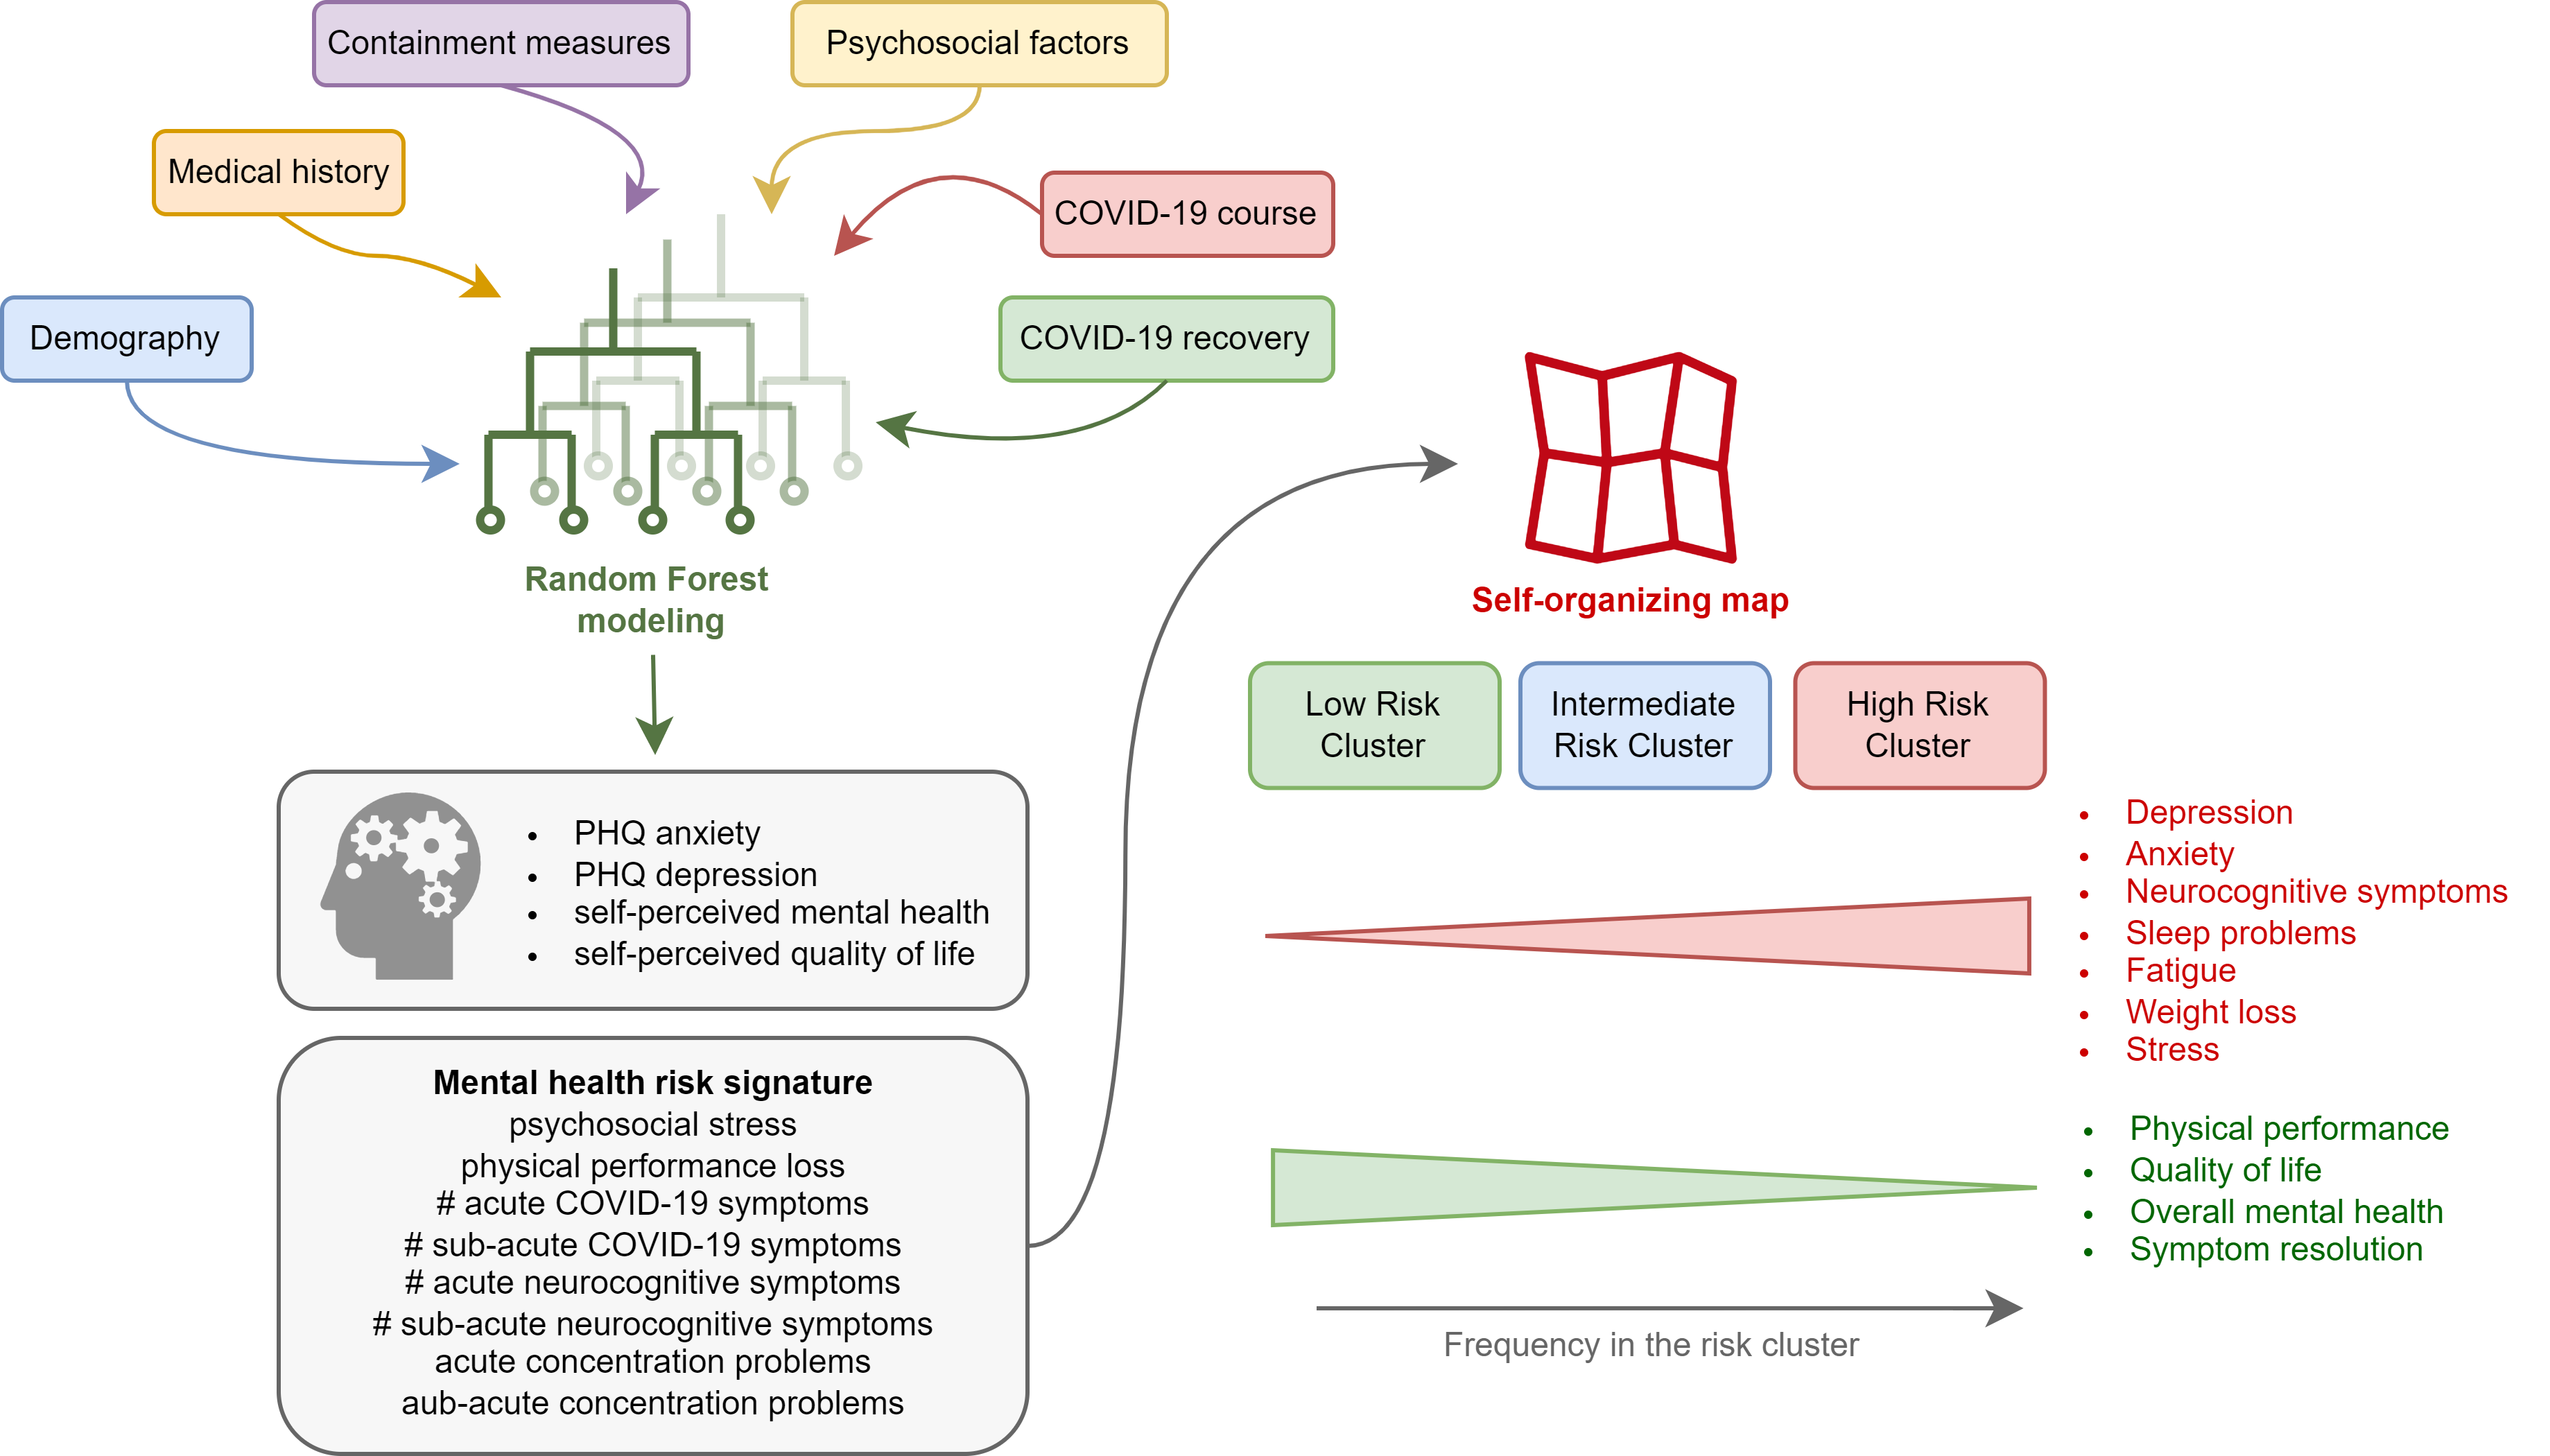 Containment measures
Psychosocial factors
Medical history
COVID-19 course
Demography
COVID-19 recovery
Random Forest
modeling
• PHQ anxiety
• PHQ depression
• self-perceived mental health
• self-perceived quality of life
Mental health risk signature
psychosocial stress
physical performance loss
# acute COVID-19 symptoms
# sub-acute COVID-19 symptoms
# acute neurocognitive symptoms
# sub-acute neurocognitive symptoms
acute concentration problems
aub-acute concentration problems
Self-organizing map
Low Risk
Cluster
Intermediate
Risk Cluster
High Risk
Cluster
• Depression
• Anxiety
• Neurocognitive symptoms
• Sleep problems
• Fatigue
• Weight loss
• Stress
• Physical performance
• Quality of life
• Overall mental health
• Symptom resolution
Frequency in the risk cluster